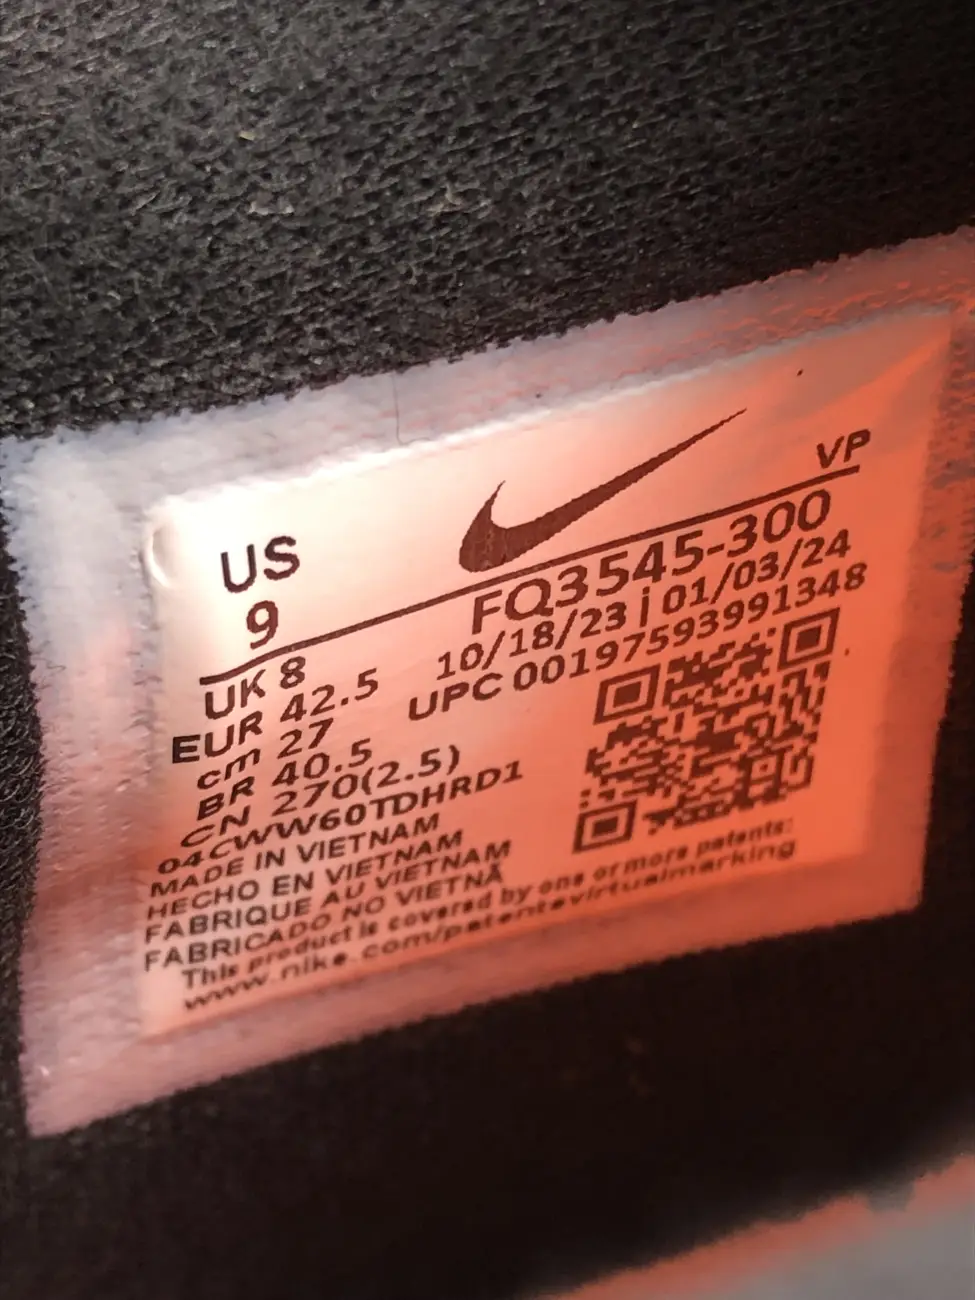 VP
US
9
FQ3545-300
UK 8
10/18/23 j 01/03/24
EUR 42.5
UPC 00197593991348
cm 27
BR 40.5
CN 270(2.5)
04CWW60TDHRD1
MADE IN VIETNAM
HECHO EN VIETNAM
FABRIQUE AU VIETNAM
FABRICADO NO VIETNÃ
This product is covered by one or more patents:
www.nike.com/patentsvirtualmarking